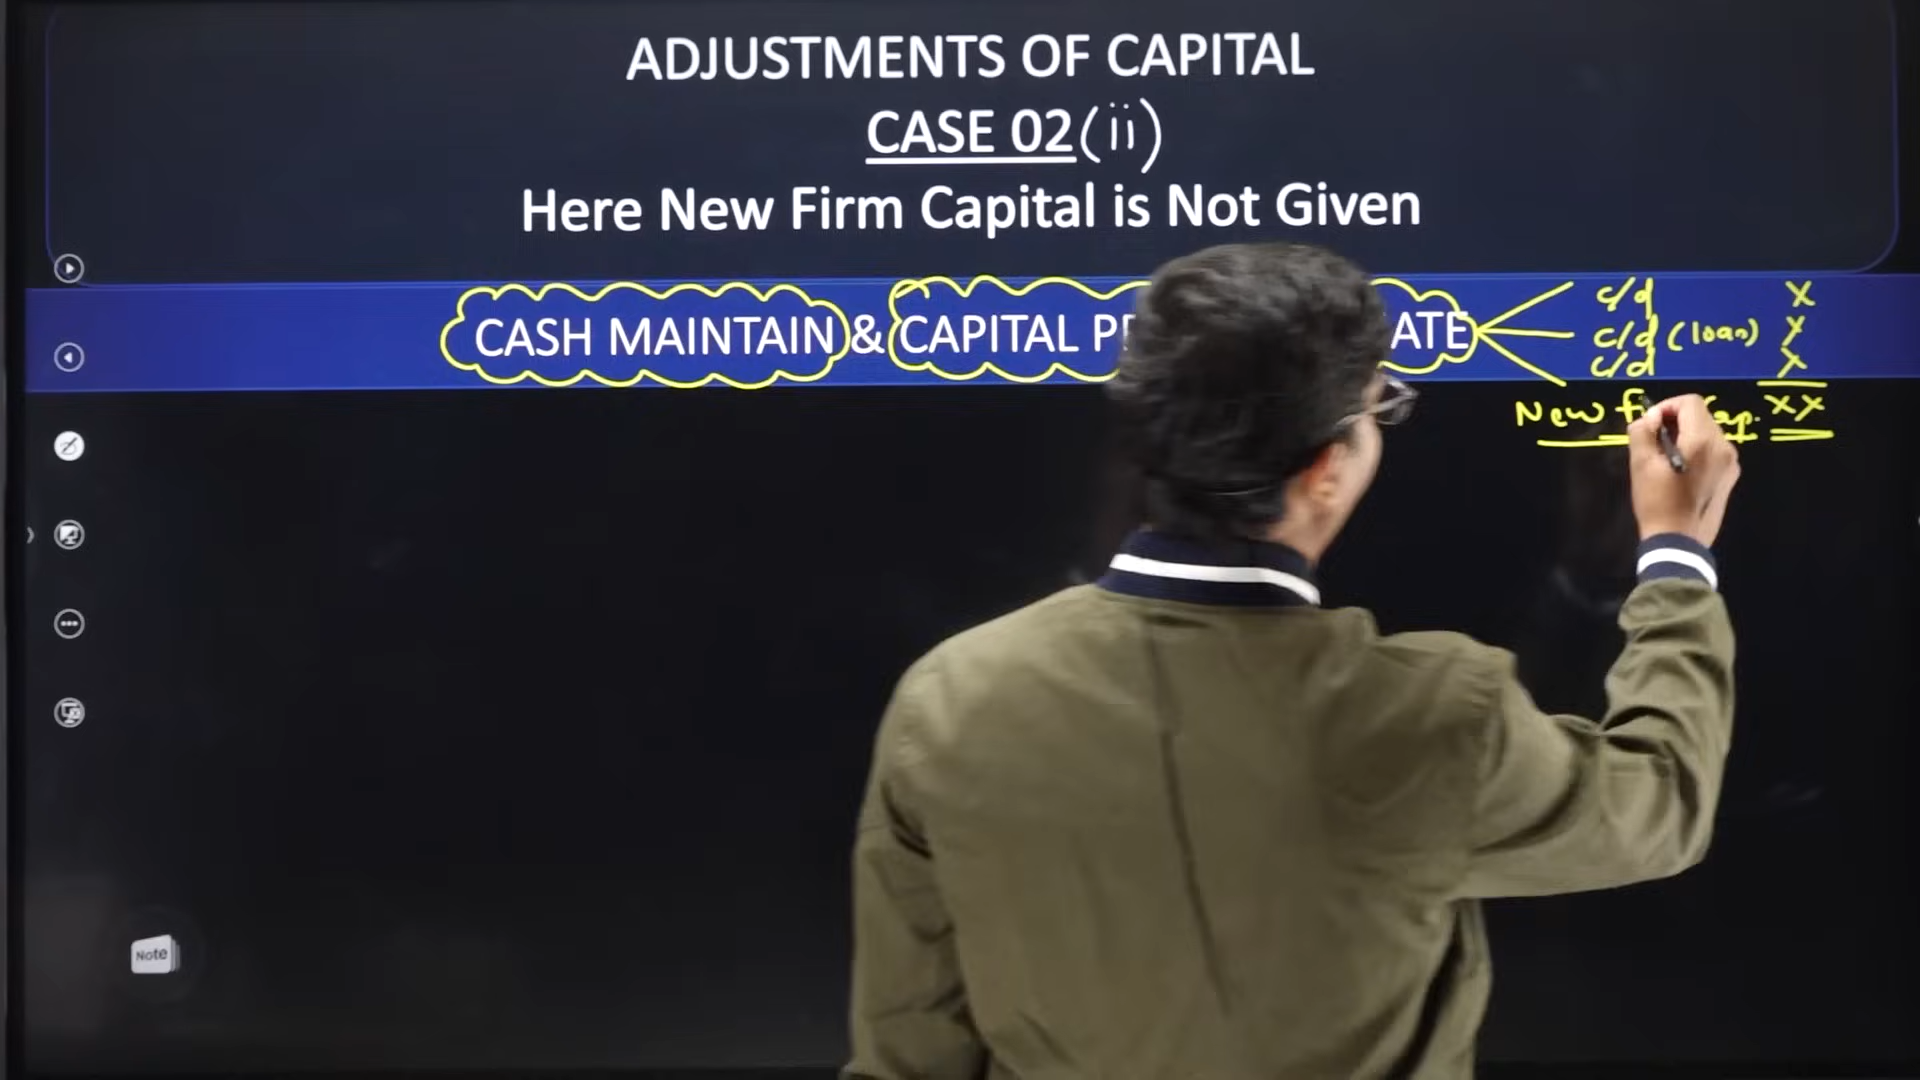 ADJUSTMENTS OF CAPITAL
CASE 02 (ii)
Here New Firm Capital is Not Given
CASH MAINTAIN & CAPITAL
c/d X
c/d (loan) X
c/d X
New XX
Note